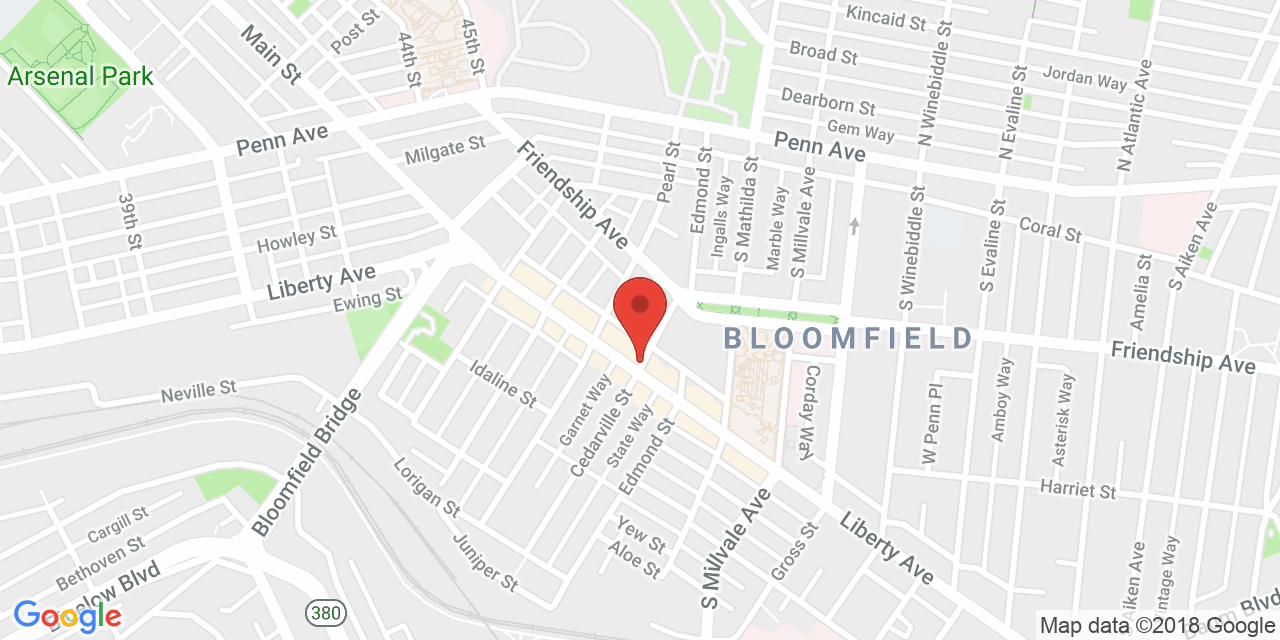 Kincaid St
Main St
Post St
44th St
45th St
Broad St
Jordan Way
Arsenal Park
Dearborn St
Gem Way
N Winebiddle St
N Evaline St
N Atlantic Ave
Penn Ave
Milgate St
Penn Ave
Friendship Ave
Pearl St
Edmond St
Ingalls Way
S Mathilda St
Marble Way
S Millvale Ave
39th St
Howley St
Liberty Ave
Ewing St
S Winebiddle St
S Evaline St
Coral St
S Aiken Ave
Amelia St
BLOOMFIELD
Friendship Ave
Neville St
Idaline St
Garnet Way
Cedarville St
State Way
Edmond St
Corday Way
W Penn Pl
Amboy Way
Asterisk Way
Bloomfield Bridge
Lorigan St
Juniper St
Harriet St
Cargill St
Bethoven St
Yew St
Aloe St
S Millvale Ave
Gross St
Liberty Ave
elow Blvd
Aiken Ave
ntage Way
m Blvd
380
Google
Map data ©2018 Google